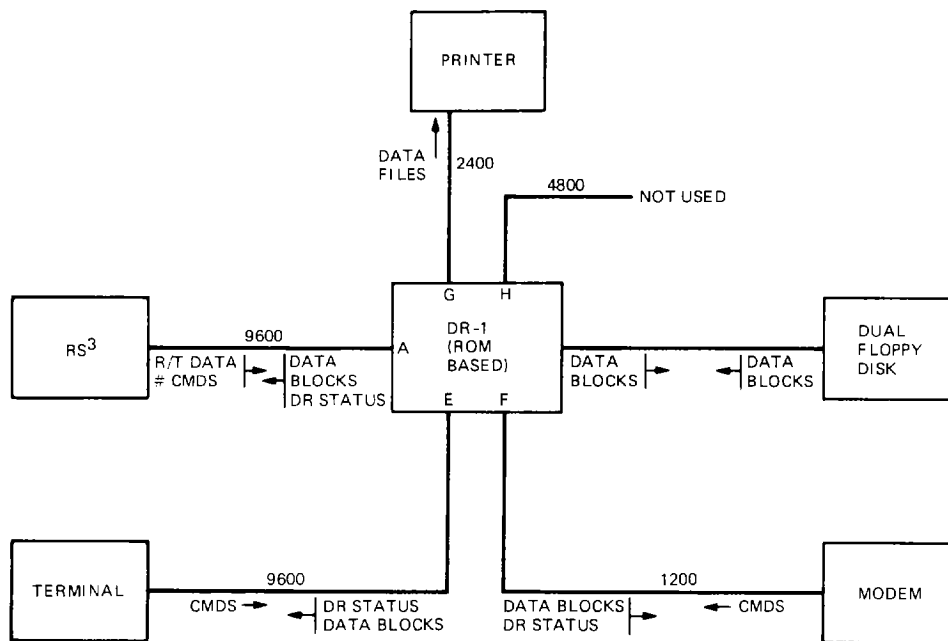 PRINTER
DATA
FILES
2400
4800
NOT USED
G H
RS3
9600
A
DR-1
(ROM
BASED)
DUAL
FLOPPY
DISK
R/T DATA
# CMDS
DATA
BLOCKS
DR STATUS
DATA
BLOCKS
DATA
BLOCKS
E F
TERMINAL
9600
CMDS
DR STATUS
DATA BLOCKS
1200
DATA BLOCKS
DR STATUS
CMDS
MODEM